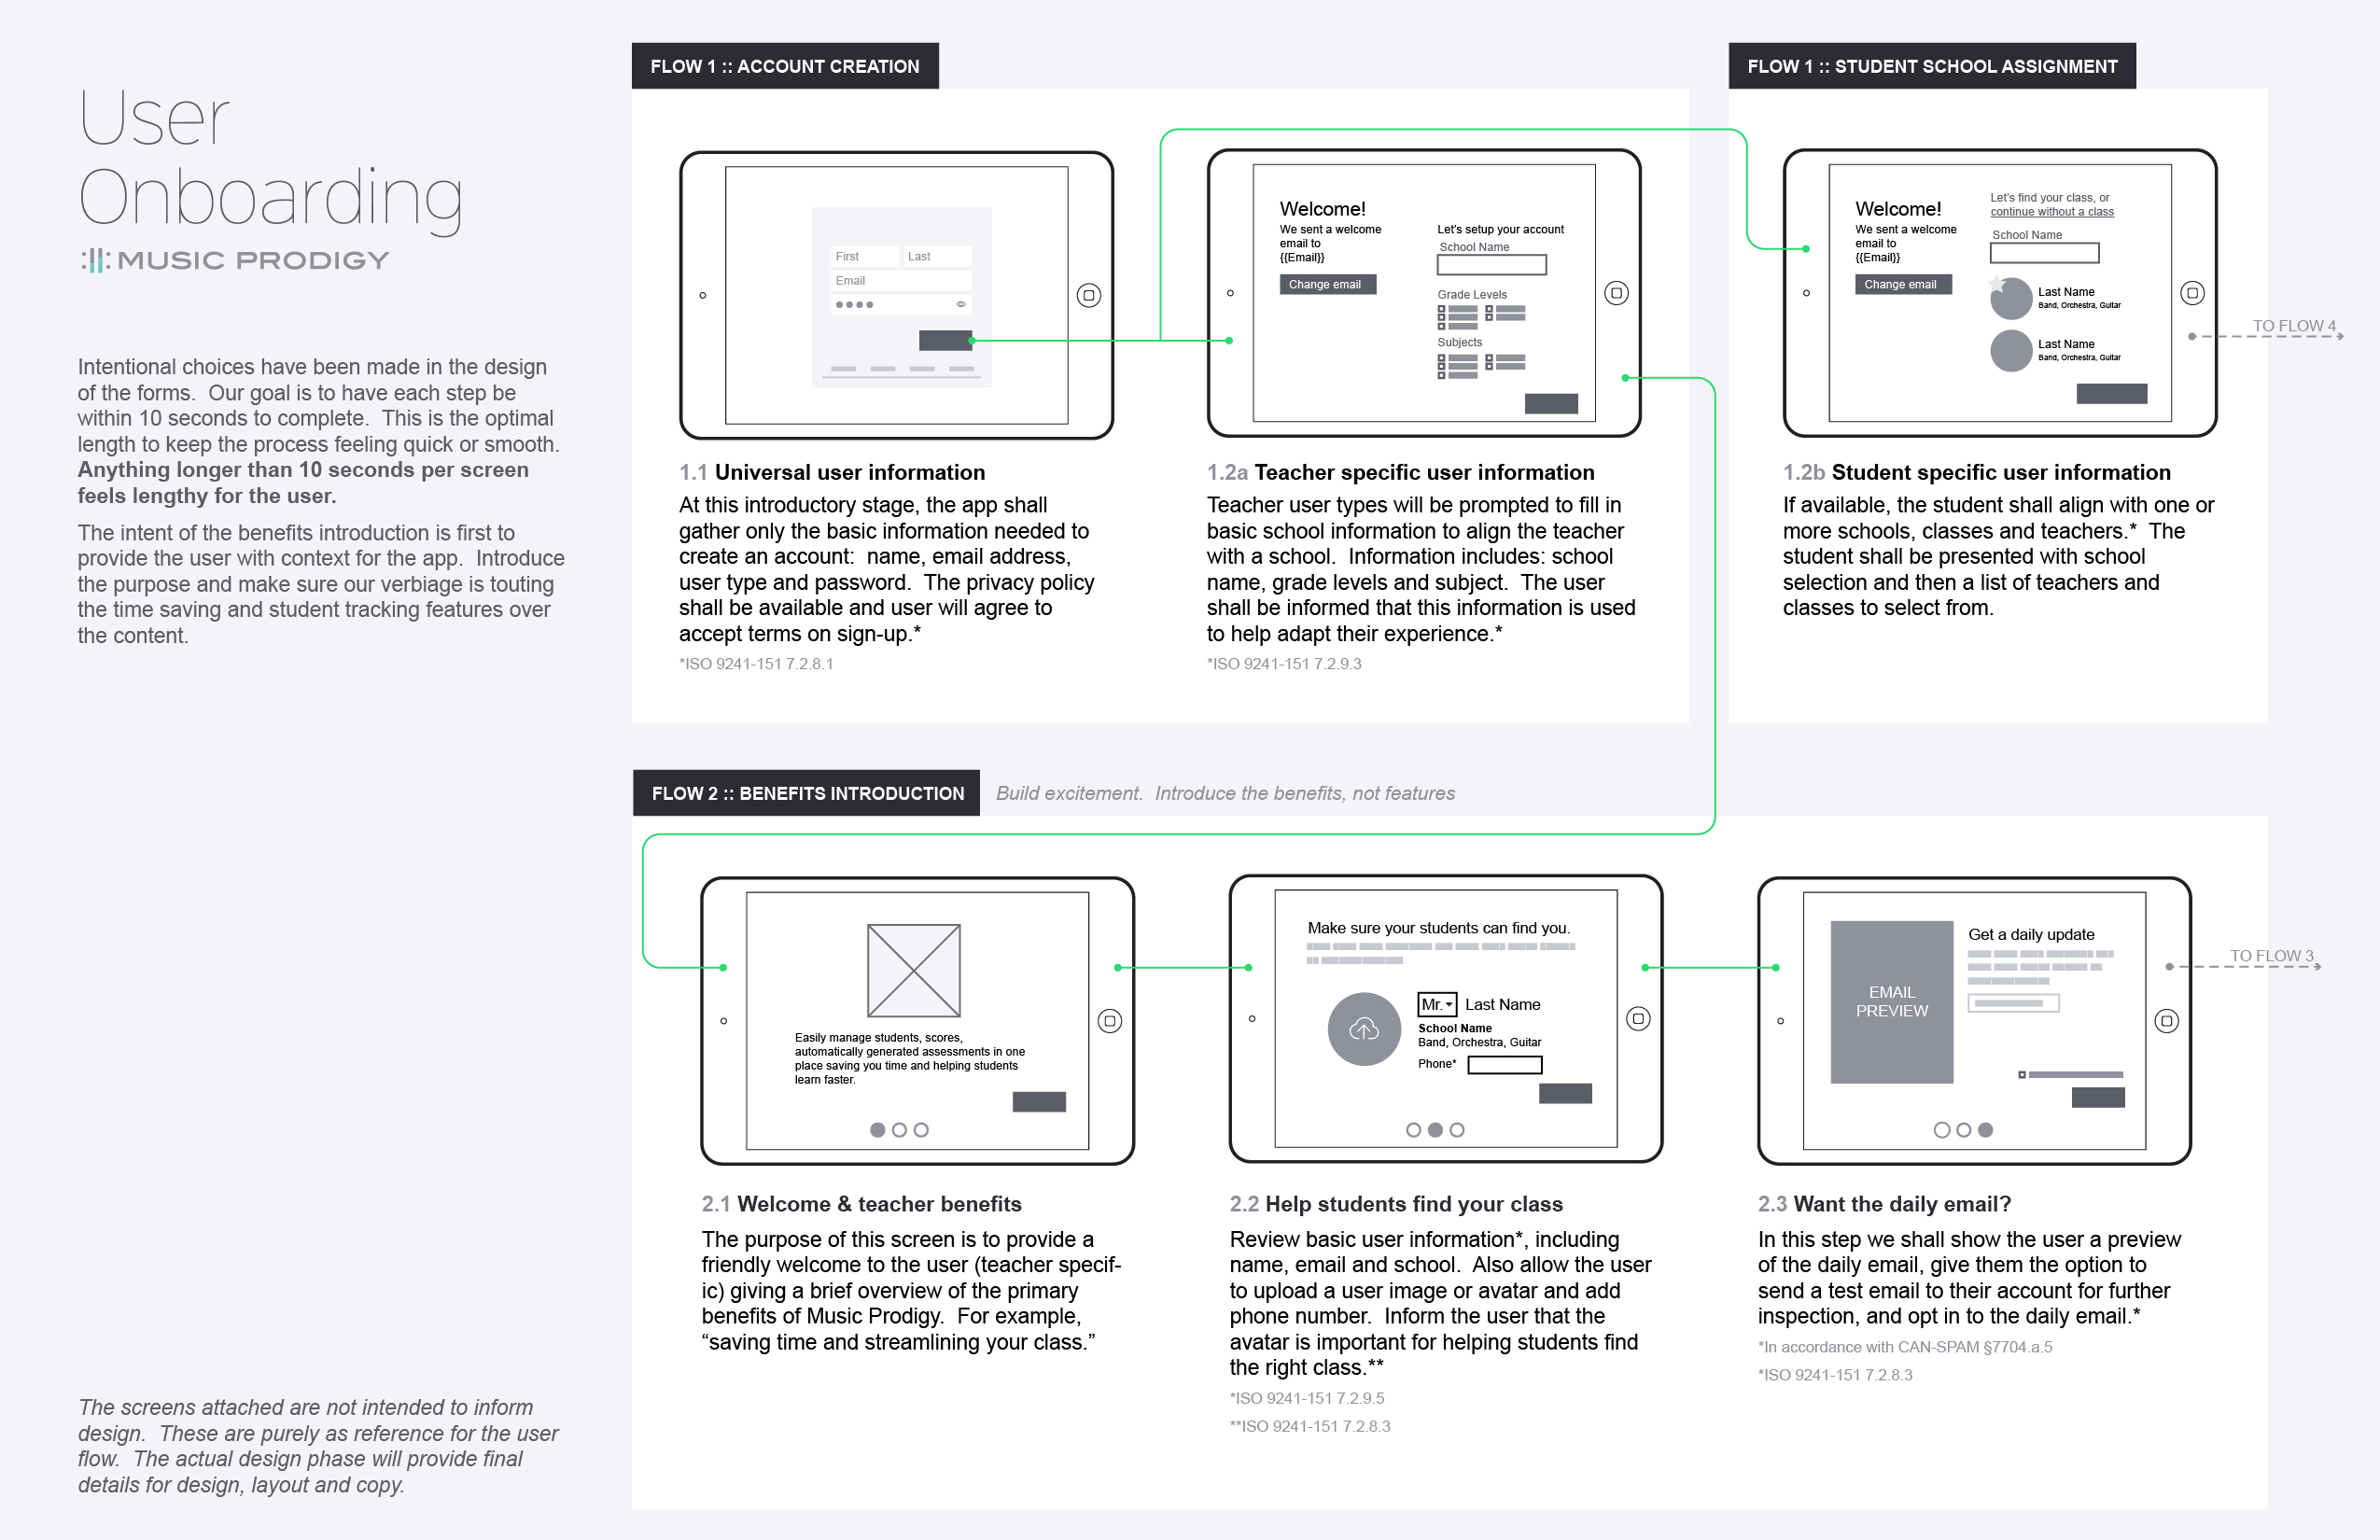 User
Onboarding
MUSIC PRODIGY
Intentional choices have been made in the design
of the forms.  Our goal is to have each step be
within 10 seconds to complete.  This is the optimal
length to keep the process feeling quick or smooth.
Anything longer than 10 seconds per screen
feels lengthy for the user.
The intent of the benefits introduction is first to
provide the user with context for the app.  Introduce
the purpose and make sure our verbiage is touting
the time saving and student tracking features over
the content.
The screens attached are not intended to inform
design.  These are purely as reference for the user
flow.  The actual design phase will provide final
details for design, layout and copy.
FLOW 1 :: ACCOUNT CREATION
First
Last
Email
1.1 Universal user information
At this introductory stage, the app shall
gather only the basic information needed to
create an account:  name, email address,
user type and password.  The privacy policy
shall be available and user will agree to
accept terms on sign-up.*
*ISO 9241-151 7.2.8.1
Welcome!
We sent a welcome
email to
{{Email}}
Change email
Let's setup your account
School Name
Grade Levels
Subjects
1.2a Teacher specific user information
Teacher user types will be prompted to fill in
basic school information to align the teacher
with a school.  Information includes: school
name, grade levels and subject.  The user
shall be informed that this information is used
to help adapt their experience.*
*ISO 9241-151 7.2.9.3
FLOW 1 :: STUDENT SCHOOL ASSIGNMENT
Welcome!
We sent a welcome
email to
{{Email}}
Change email
Let's find your class, or
continue without a class
School Name
Last Name
Band, Orchestra, Guitar
Last Name
Band, Orchestra, Guitar
TO FLOW 4
1.2b Student specific user information
If available, the student shall align with one or
more schools, classes and teachers.*  The
student shall be presented with school
selection and then a list of teachers and
classes to select from.
FLOW 2 :: BENEFITS INTRODUCTION
Build excitement.  Introduce the benefits, not features
Easily manage students, scores,
automatically generated assessments in one
place saving you time and helping students
learn faster.
2.1 Welcome & teacher benefits
The purpose of this screen is to provide a
friendly welcome to the user (teacher specif-
ic) giving a brief overview of the primary
benefits of Music Prodigy.  For example,
“saving time and streamlining your class.”
Make sure your students can find you.
Mr.
Last Name
School Name
Band, Orchestra, Guitar
Phone*
2.2 Help students find your class
Review basic user information*, including
name, email and school.  Also allow the user
to upload a user image or avatar and add
phone number.  Inform the user that the
avatar is important for helping students find
the right class.**
*ISO 9241-151 7.2.9.5
**ISO 9241-151 7.2.8.3
EMAIL
PREVIEW
Get a daily update
TO FLOW 3
2.3 Want the daily email?
In this step we shall show the user a preview
of the daily email, give them the option to
send a test email to their account for further
inspection, and opt in to the daily email.*
*In accordance with CAN-SPAM §7704.a.5
*ISO 9241-151 7.2.8.3